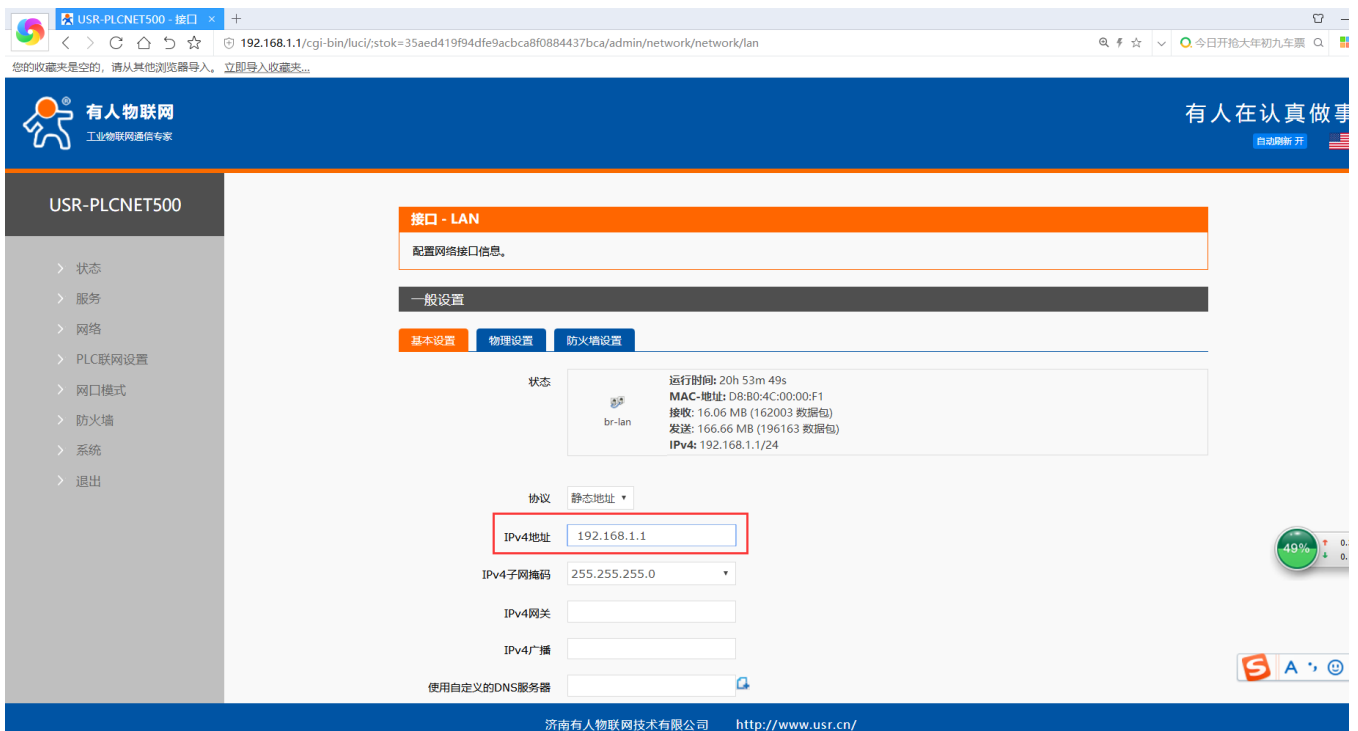 USR-PLCNET500 - 接口 × +
192.168.1.1/cgi-bin/luci/;stok=35aed419f94dfe9acbca8f0884437bca/admin/network/network/lan
今日开抢大年初九车票
您的收藏夹是空的，请从其他浏览器导入。 立即导入收藏夹...
有人物联网
工业物联网通信专家
有人在认真做事
自动刷新 开
USR-PLCNET500
状态
服务
网络
PLC联网设置
网口模式
防火墙
系统
退出
接口 - LAN
配置网络接口信息。
一般设置
基本设置 物理设置 防火墙设置
状态
br-lan
运行时间: 20h 53m 49s
MAC-地址: D8:B0:4C:00:00:F1
接收: 16.06 MB (162003 数据包)
发送: 166.66 MB (196163 数据包)
IPv4: 192.168.1.1/24
协议 静态地址
IPv4地址 192.168.1.1
IPv4子网掩码 255.255.255.0
IPv4网关
IPv4广播
使用自定义的DNS服务器
49%
A
济南有人物联网技术有限公司 http://www.usr.cn/